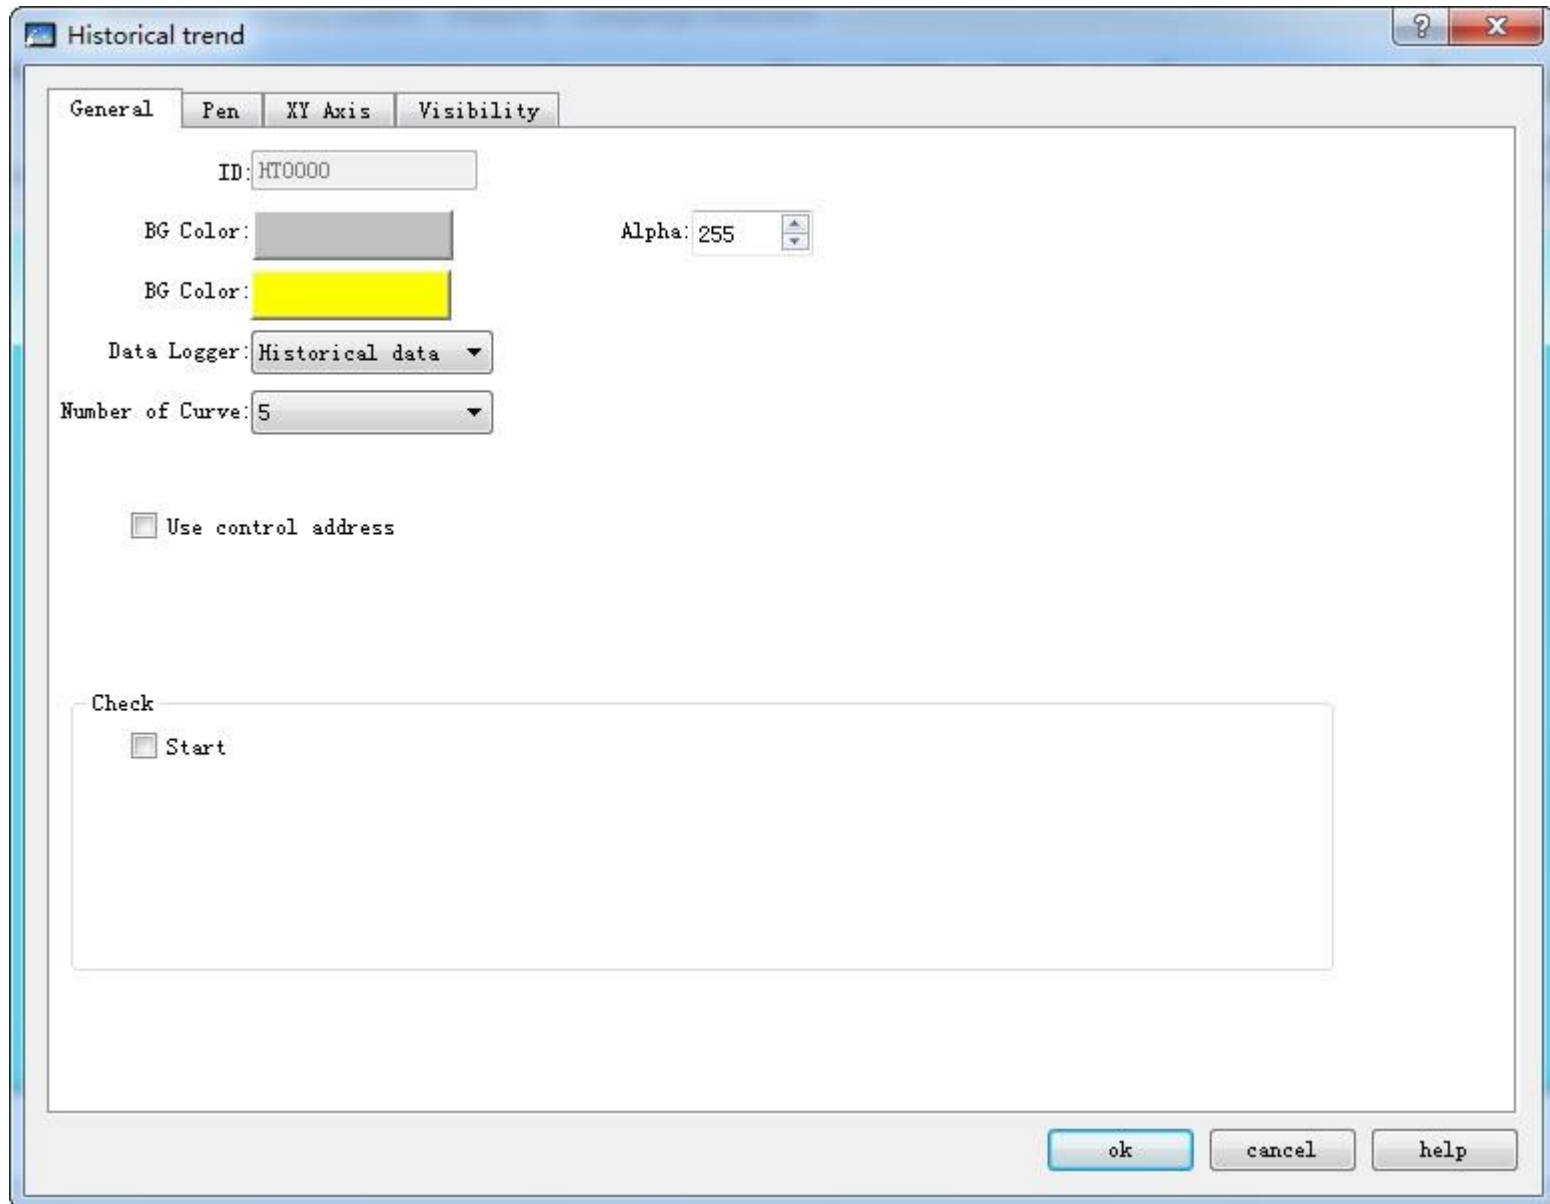 Historical trend
?
General Pen XY Axis Visibility
ID: HT0000
BG Color: Alpha: 255
BG Color:
Data Logger: Historical data
Number of Curve: 5
Use control address
Check
Start
ok cancel help